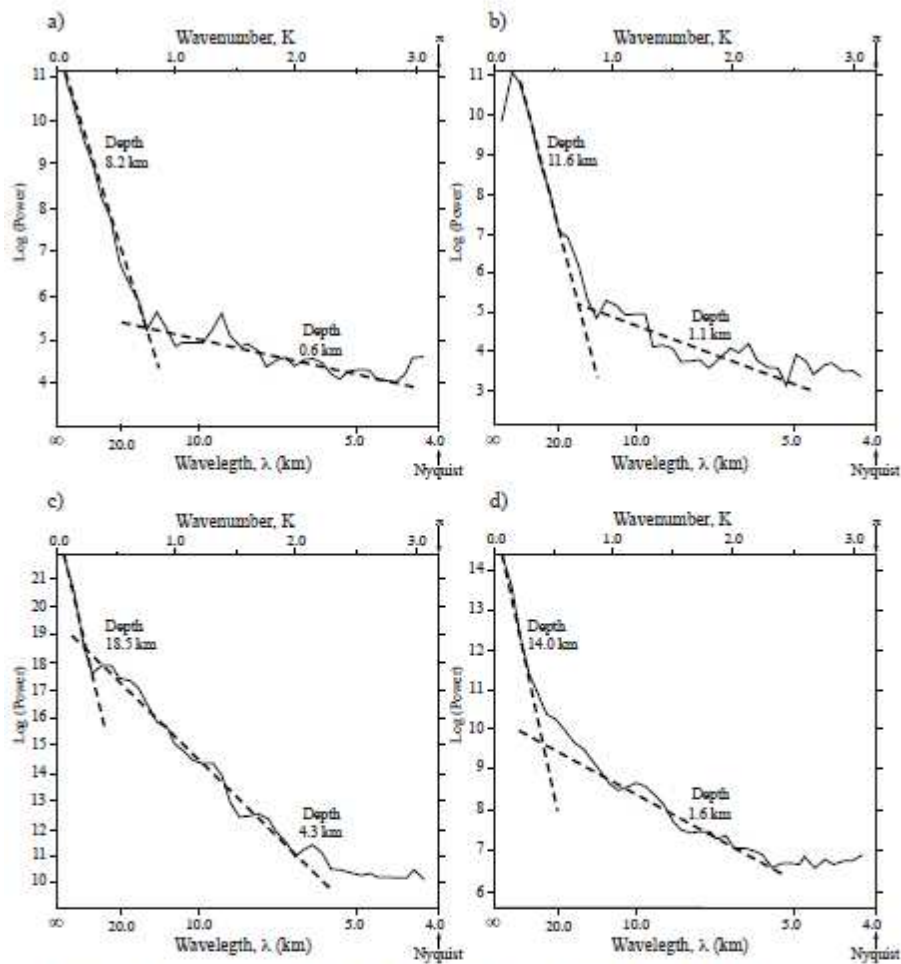 a)
Wavenumber, K
0.0 1.0 2.0 3.0 π
11
10
9
8
7
6
5
4
Log (Power)
Depth
8.2 km
Depth
0.6 km
∞ 20.0 10.0 5.0 4.0
Wavelegth, λ (km)
Nyquist
b)
Wavenumber, K
0.0 1.0 2.0 3.0
11
10
9
8
7
6
5
4
3
Log (Power)
Depth
11.6 km
Depth
1.1 km
∞ 20.0 10.0 5.0 4.0
Wavelegth, λ (km)
Nyquist
c)
Wavenumber, K
0.0 1.0 2.0 3.0 π
21
20
19
18
17
16
15
14
13
12
11
10
Log (Power)
Depth
18.5 km
Depth
4.3 km
∞ 20.0 10.0 5.0 4.0
Wavelegth, λ (km)
Nyquist
d)
Wavenumber, K
0.0 1.0 2.0 3.0
14
13
12
11
10
9
8
7
6
Log (Power)
Depth
14.0 km
Depth
1.6 km
∞ 20.0 10.0 5.0 4.0
Wavelegth, λ (km)
Nyquist